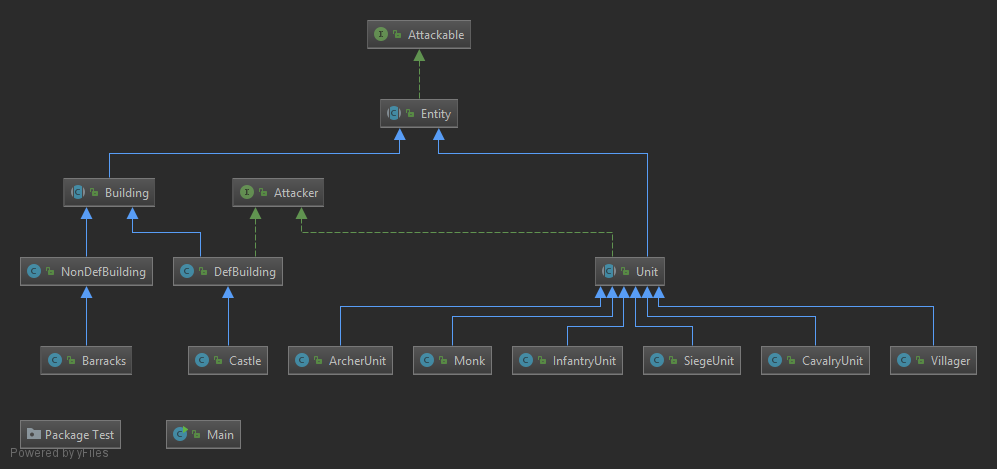 Attackable
Entity
Building
Attacker
NonDefBuilding
DefBuilding
Unit
Barracks
Castle
ArcherUnit
Monk
InfantryUnit
SiegeUnit
CavalryUnit
Villager
Package Test
Main
Powered by yFiles